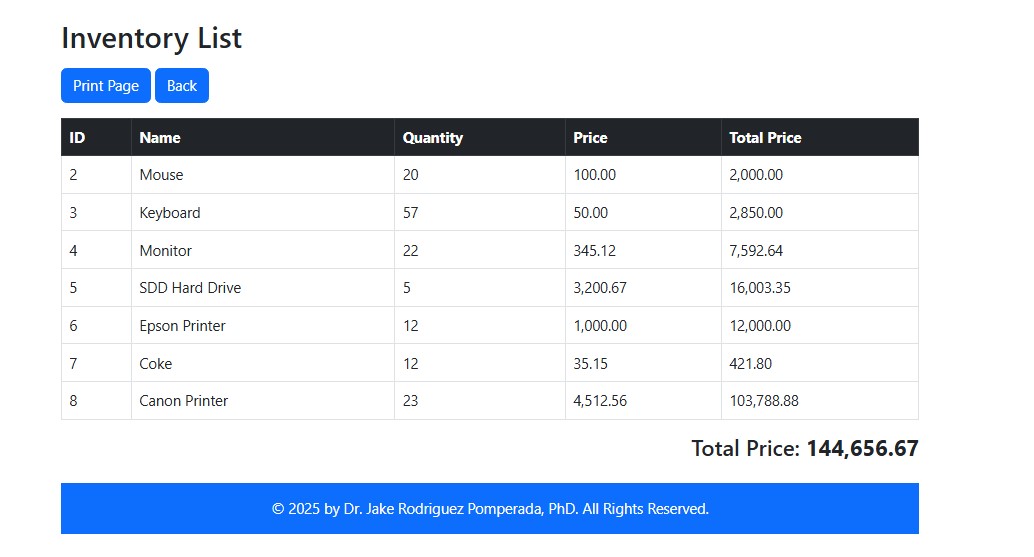 Inventory List
Print Page Back
ID Name Quantity Price Total Price
2 Mouse 20 100.00 2,000.00
3 Keyboard 57 50.00 2,850.00
4 Monitor 22 345.12 7,592.64
5 SDD Hard Drive 5 3,200.67 16,003.35
6 Epson Printer 12 1,000.00 12,000.00
7 Coke 12 35.15 421.80
8 Canon Printer 23 4,512.56 103,788.88
Total Price: 144,656.67
© 2025 by Dr. Jake Rodriguez Pomperada, PhD. All Rights Reserved.